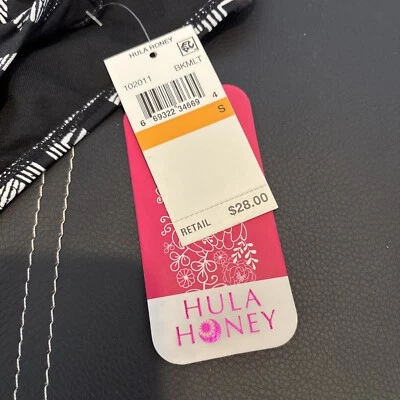 HULA HONEY
102011
BKMLT
6 69322 34669 4
S
RETAIL $28.00
HULA
HONEY